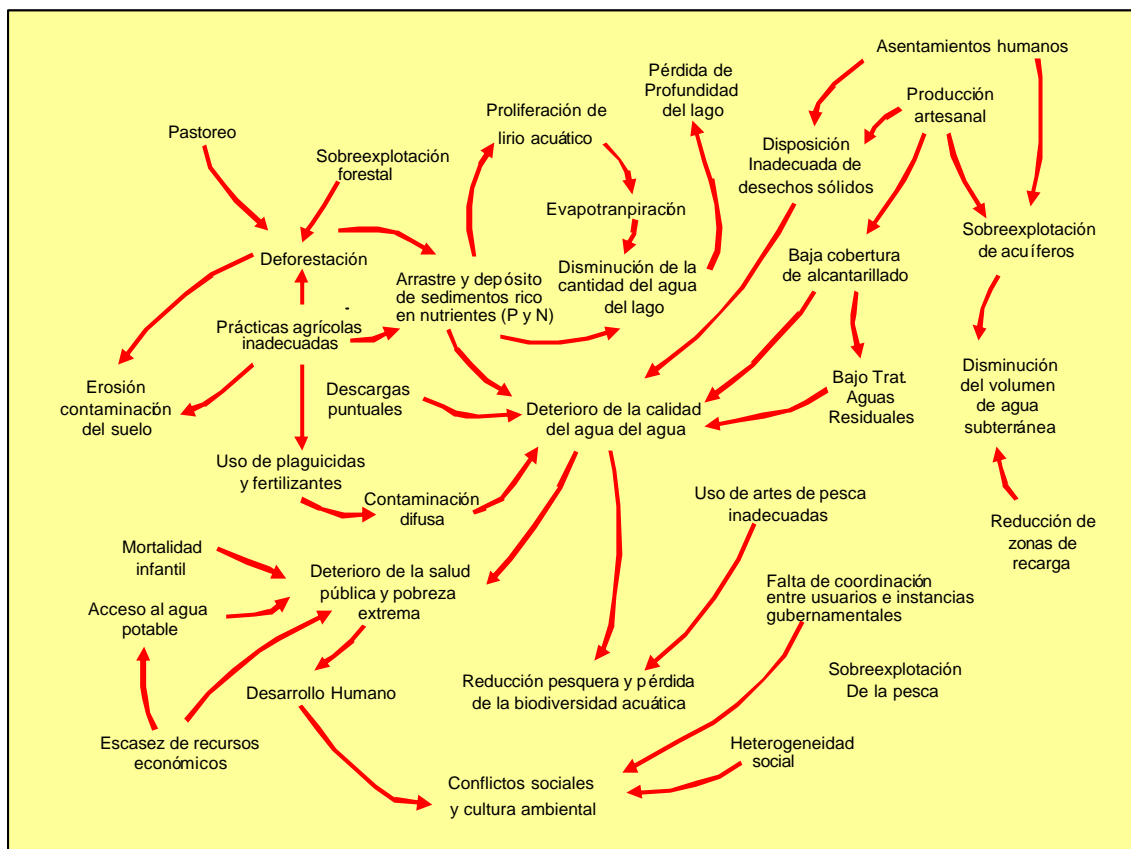 Asentamientos humanos
Pérdida de
Profundidad
del lago
Producción
artesanal
Proliferación de
lirio acuático
Pastoreo
Disposición
Inadecuada de
desechos sólidos
Sobreexplotación
forestal
Evapotranpiración
Sobreexplotación
de acuíferos
Deforestación
Baja cobertura
de alcantarillado
Arrastre y depósito
de sedimentos rico
en nutrientes (P y N)
Disminución de la
cantidad del agua
del lago
Prácticas agrícolas
inadecuadas
Erosión
contaminación
del suelo
Descargas
puntuales
Deterioro de la calidad
del agua del agua
Bajo Trat.
Aguas
Residuales
Disminución
del volumen
de agua
subterránea
Uso de plaguicidas
y fertilizantes
Contaminación
difusa
Uso de artes de pesca
inadecuadas
Reducción de
zonas de
recarga
Mortalidad
infantil
Deterioro de la salud
pública y pobreza
extrema
Falta de coordinación
entre usuarios e instancias
gubernamentales
Acceso al agua
potable
Sobreexplotación
De la pesca
Desarrollo Humano
Reducción pesquera y pérdida
de la biodiversidad acuática
Escasez de recursos
económicos
Heterogeneidad
social
Conflictos sociales
y cultura ambiental